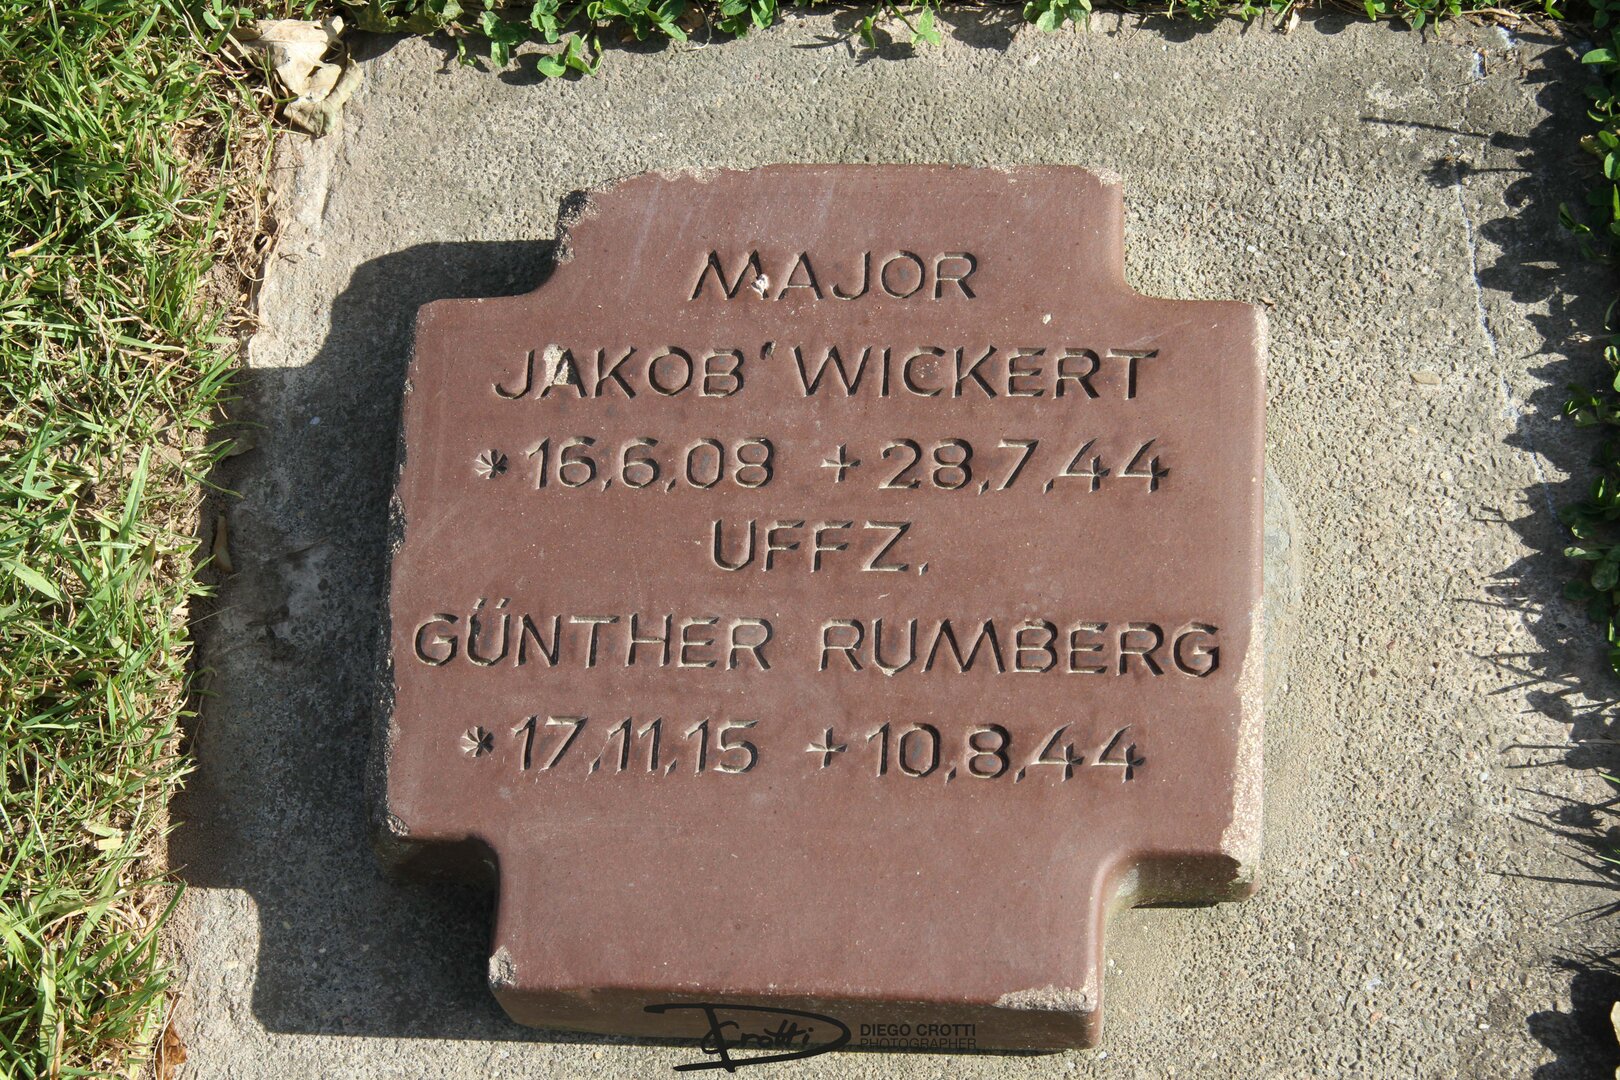 MAJOR
JAKOB WICKERT
* 16.6.08 + 28.7.44
UFFZ.
GÜNTHER RUMBERG
* 17.11.15 + 10.8.44
Crotti
DIEGO CROTTI
PHOTOGRAPHER